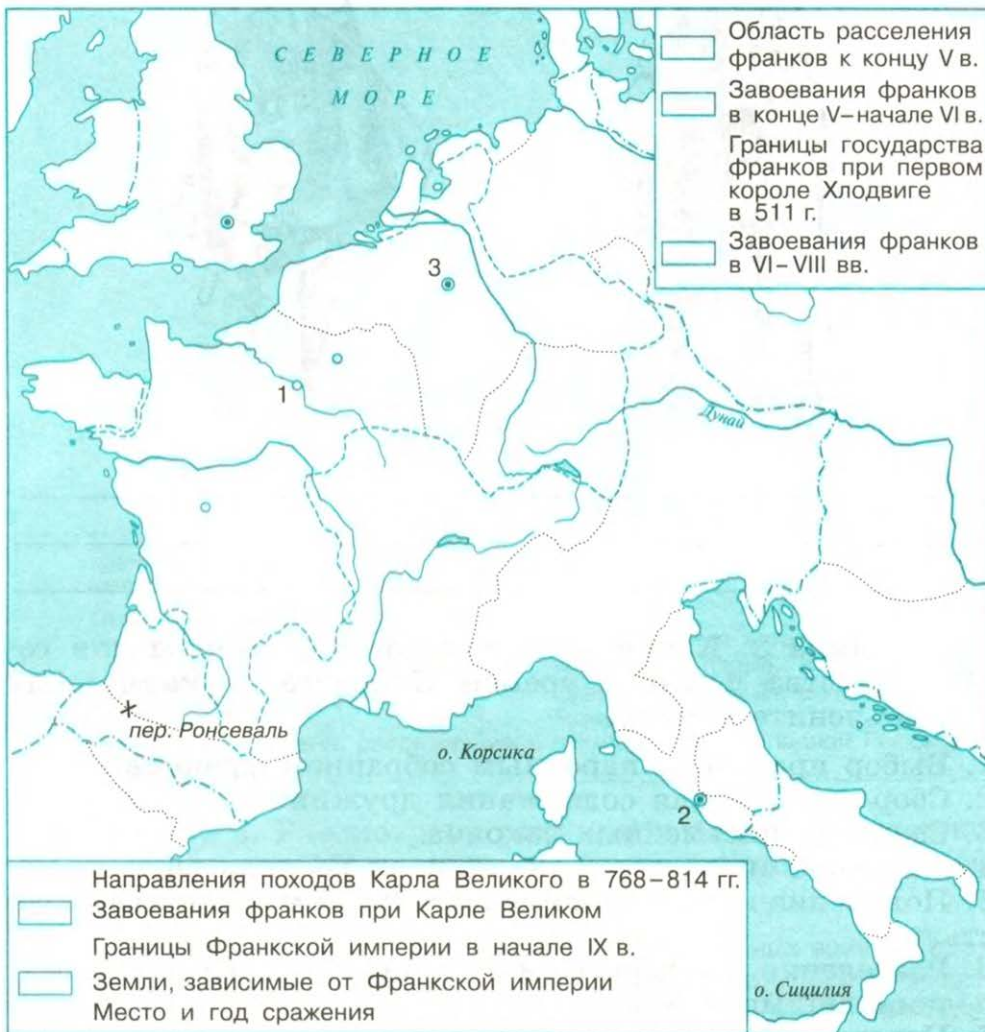 СЕВЕРНОЕ
МОРЕ
Область расселения
франков к концу V в.
Завоевания франков
в конце V–начале VI в.
Границы государства
франков при первом
короле Хлодвиге
в 511 г.
Завоевания франков
в VI–VIII вв.
3
1
Дунай
пер. Ронсеваль
о. Корсика
2
о. Сицилия
Направления походов Карла Великого в 768–814 гг.
Завоевания франков при Карле Великом
Границы Франкской империи в начале IX в.
Земли, зависимые от Франкской империи
Место и год сражения